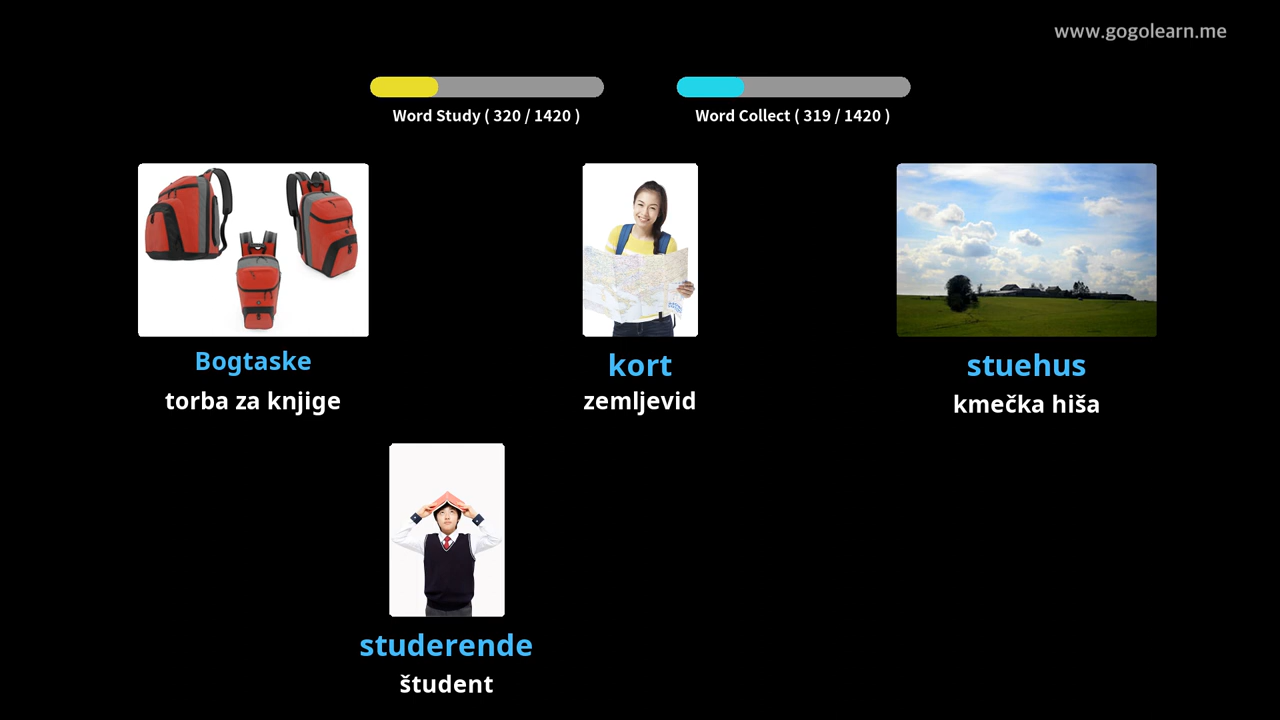 www.gogolearn.me
Word Study ( 320 / 1420 )
Word Collect ( 319 / 1420 )
Bogtaske
torba za knjige
kort
zemljevid
stuehus
kmečka hiša
studerende
študent